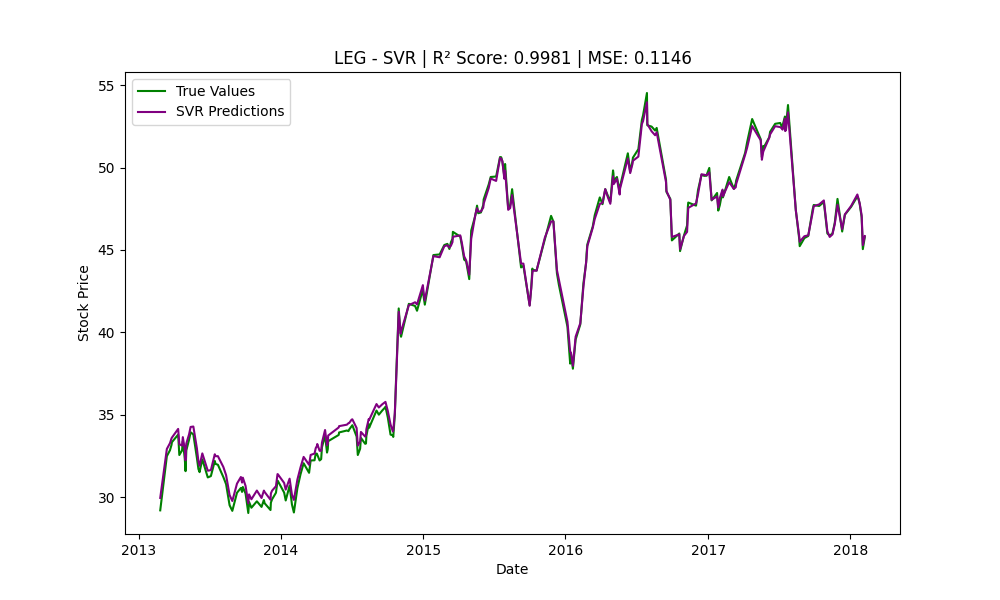 LEG - SVR | R² Score: 0.9981 | MSE: 0.1146
True Values
SVR Predictions
Stock Price
55
50
45
40
35
30
2013
2014
2015
2016
2017
2018
Date